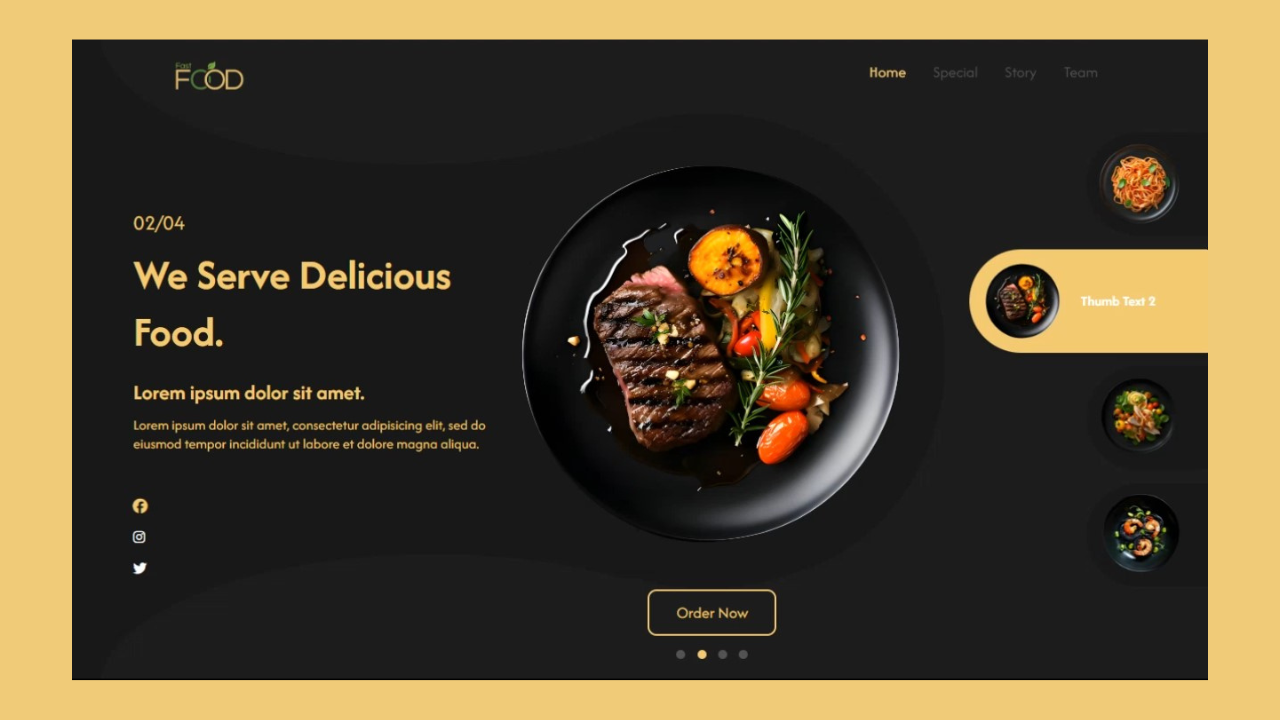 Fast
FOOD
Home Special Story Team
02/04
We Serve Delicious
Food.
Lorem ipsum dolor sit amet.
Lorem ipsum dolor sit amet, consectetur adipisicing elit, sed do
eiusmod tempor incididunt ut labore et dolore magna aliqua.
Thumb Text 2
Order Now